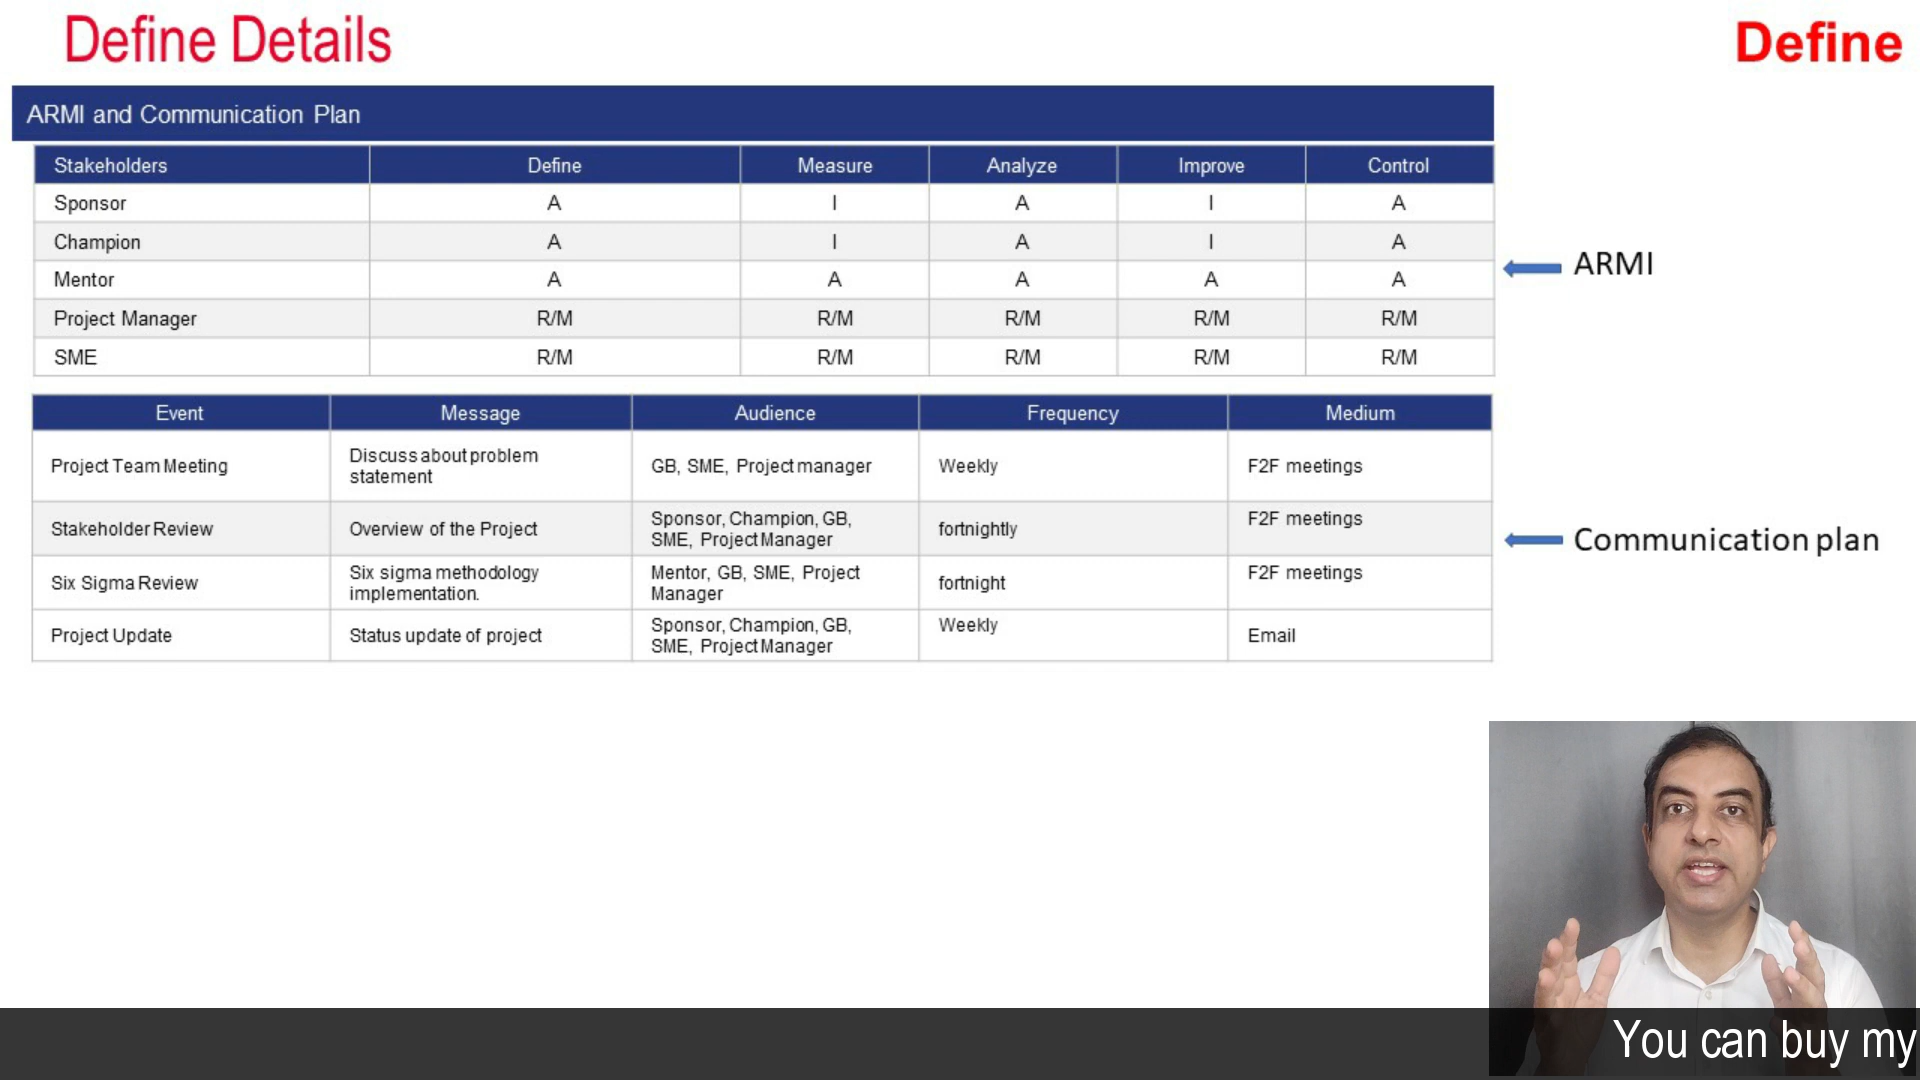 Define Details
Define
ARMI and Communication Plan
Stakeholders Define Measure Analyze Improve Control
Sponsor A I A I A
Champion A I A I A
Mentor A A A A A
Project Manager R/M R/M R/M R/M R/M
SME R/M R/M R/M R/M R/M
ARMI
Event Message Audience Frequency Medium
Project Team Meeting Discuss about problem statement GB, SME, Project manager Weekly F2F meetings
Stakeholder Review Overview of the Project Sponsor, Champion, GB, SME, Project Manager fortnightly F2F meetings
Six Sigma Review Six sigma methodology implementation. Mentor, GB, SME, Project Manager fortnight F2F meetings
Project Update Status update of project Sponsor, Champion, GB, SME, Project Manager Weekly Email
Communication plan
You can buy my